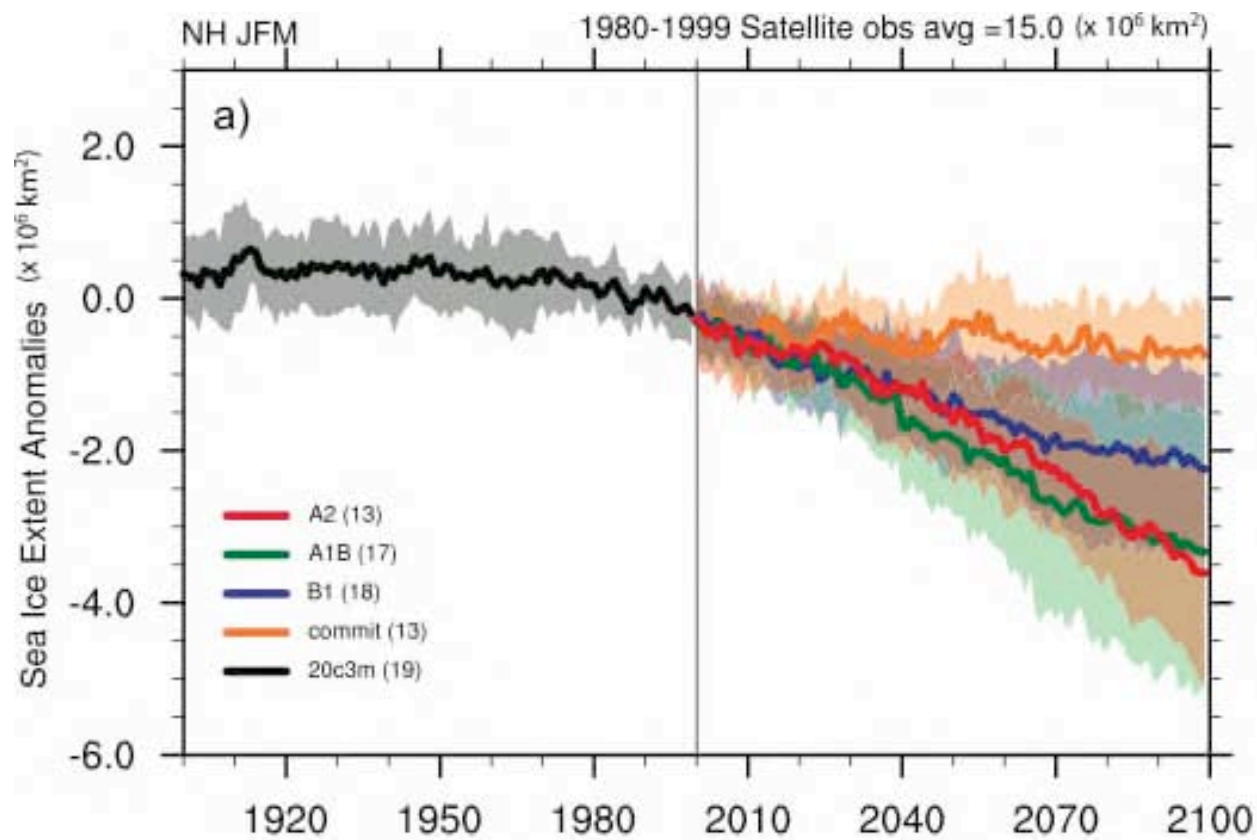 NH JFM
1980-1999 Satellite obs avg =15.0 (x 10⁶ km²)
a)
Sea Ice Extent Anomalies (x 10⁶ km²)
2.0
0.0
-2.0
-4.0
-6.0
A2 (13)
A1B (17)
B1 (18)
commit (13)
20c3m (19)
1920 1950 1980 2010 2040 2070 2100